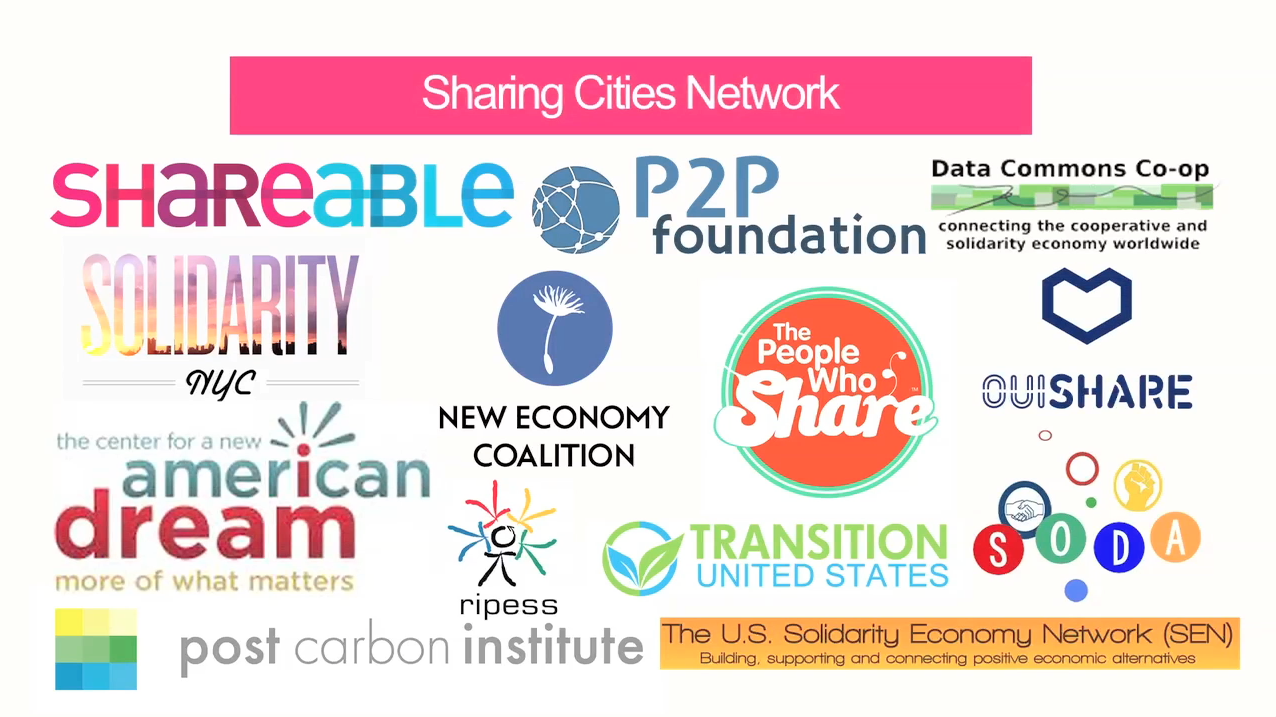 Sharing Cities Network
SHAREABLE
P2P
foundation
Data Commons Co-op
connecting the cooperative and
solidarity economy worldwide
SOLIDARITY
NYC
NEW ECONOMY
COALITION
The
People
Who
Share
TM
OUISHARE
the center for a new
american
dream
more of what matters
ripess
TRANSITION
UNITED STATES
SODA
post carbon institute
The U.S. Solidarity Economy Network (SEN)
Building, supporting and connecting positive economic alternatives